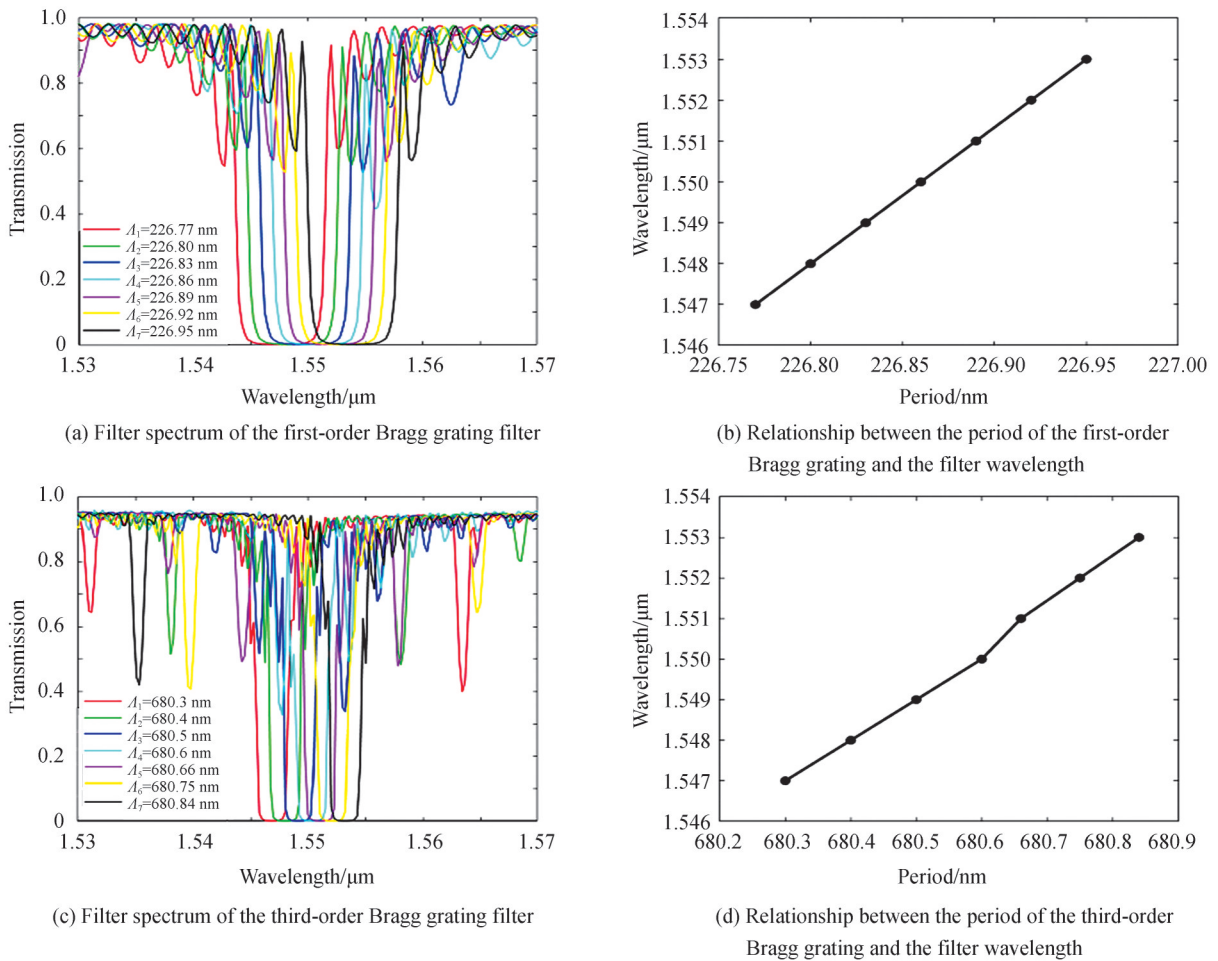 1.0
0.8
0.6
0.4
0.2
0
Transmission
Λ1=226.77 nm
Λ2=226.80 nm
Λ3=226.83 nm
Λ4=226.86 nm
Λ5=226.89 nm
Λ6=226.92 nm
Λ7=226.95 nm
1.53 1.54 1.55 1.56 1.57
Wavelength/μm
(a) Filter spectrum of the first-order Bragg grating filter
1.554
1.553
1.552
1.551
1.550
1.549
1.548
1.547
1.546
Wavelength/μm
226.75 226.80 226.85 226.90 226.95 227.00
Period/nm
(b) Relationship between the period of the first-order
Bragg grating and the filter wavelength
1.0
0.8
0.6
0.4
0.2
0
Transmission
Λ1=680.3 nm
Λ2=680.4 nm
Λ3=680.5 nm
Λ4=680.6 nm
Λ5=680.66 nm
Λ6=680.75 nm
Λ7=680.84 nm
1.53 1.54 1.55 1.56 1.57
Wavelength/μm
(c) Filter spectrum of the third-order Bragg grating filter
1.554
1.553
1.552
1.551
1.550
1.549
1.548
1.547
1.546
Wavelength/μm
680.2 680.3 680.4 680.5 680.6 680.7 680.8 680.9
Period/nm
(d) Relationship between the period of the third-order
Bragg grating and the filter wavelength